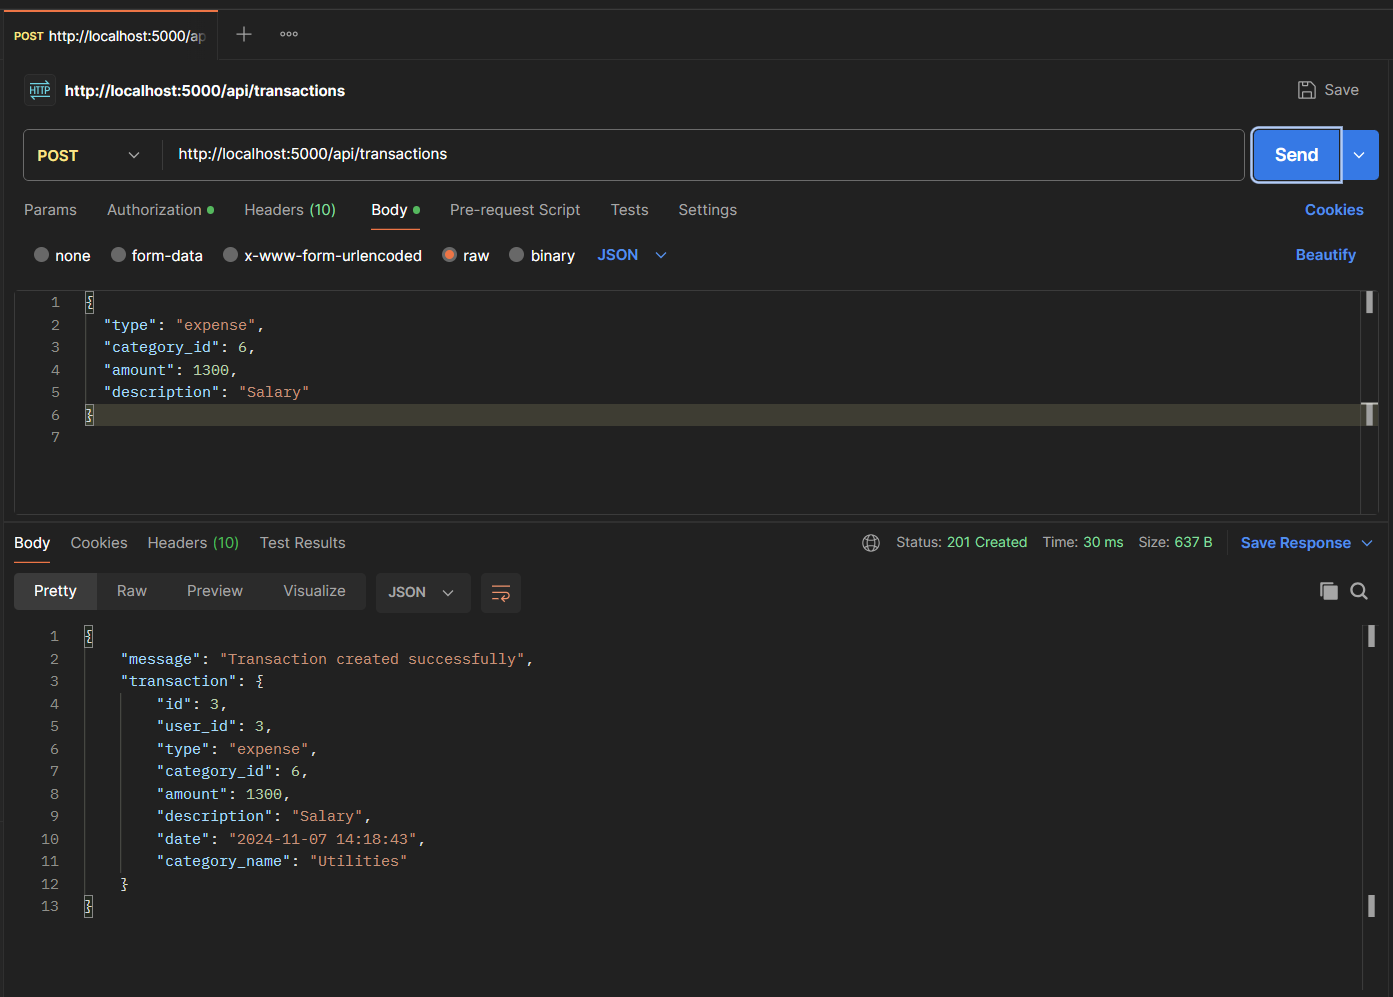 POST http://localhost:5000/ap
HTTP http://localhost:5000/api/transactions Save
POST http://localhost:5000/api/transactions Send
Params Authorization Headers (10) Body Pre-request Script Tests Settings Cookies
none form-data x-www-form-urlencoded raw binary JSON Beautify
1 {
2 "type": "expense",
3 "category_id": 6,
4 "amount": 1300,
5 "description": "Salary"
6 }
7
Body Cookies Headers (10) Test Results Status: 201 Created Time: 30 ms Size: 637 B Save Response
Pretty Raw Preview Visualize JSON
1 {
2 "message": "Transaction created successfully",
3 "transaction": {
4 "id": 3,
5 "user_id": 3,
6 "type": "expense",
7 "category_id": 6,
8 "amount": 1300,
9 "description": "Salary",
10 "date": "2024-11-07 14:18:43",
11 "category_name": "Utilities"
12 }
13 }